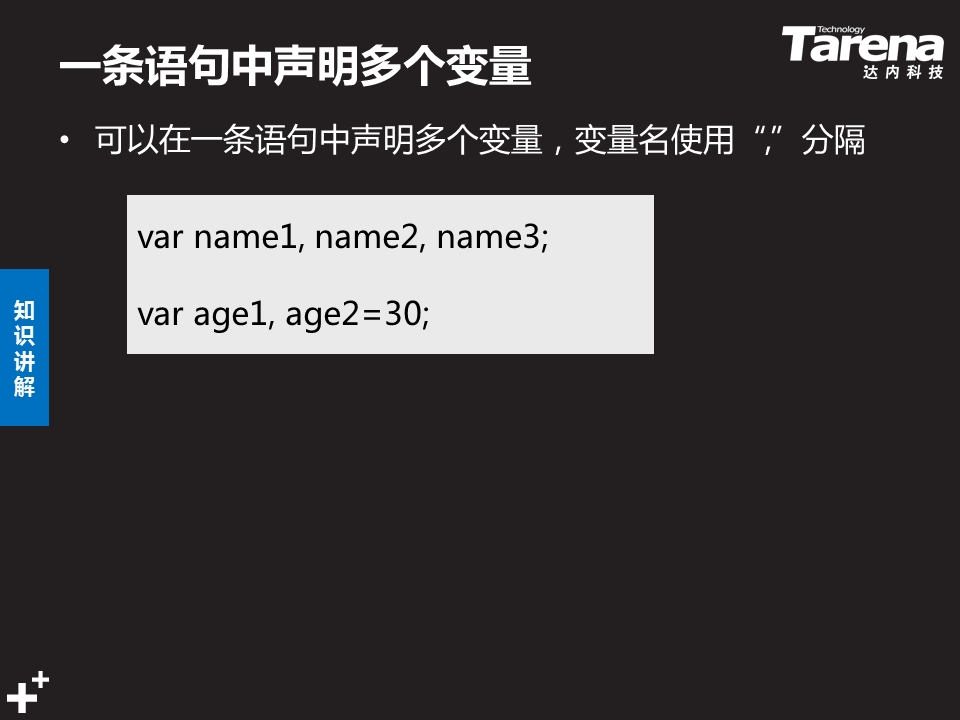 一条语句中声明多个变量
Technology
Tarena
达内科技
• 可以在一条语句中声明多个变量，变量名使用“,”分隔
var name1, name2, name3;
var age1, age2=30;
知识讲解